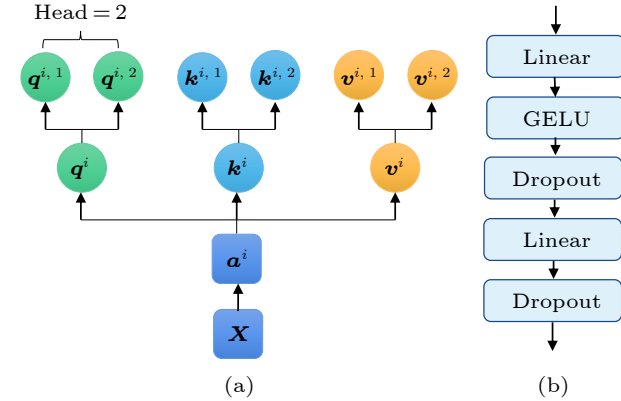 Head = 2
q^{i, 1} q^{i, 2} k^{i, 1} k^{i, 2} v^{i, 1} v^{i, 2}
q^i k^i v^i
a^i
X
(a)
Linear
GELU
Dropout
Linear
Dropout
(b)